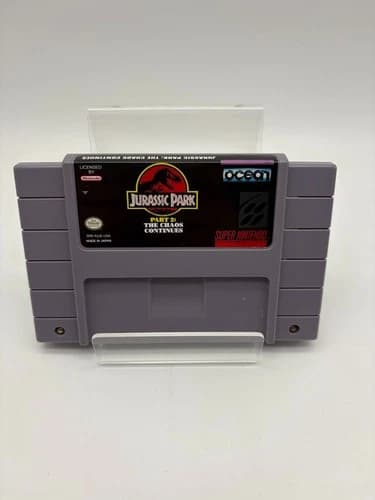 JURASSIC PARK, THE CHAOS CONTINUES
LICENSED
BY
Nintendo
ocean
JURASSIC PARK
PART 2:
THE CHAOS
CONTINUES
MADE IN JAPAN
SUPER NINTENDO